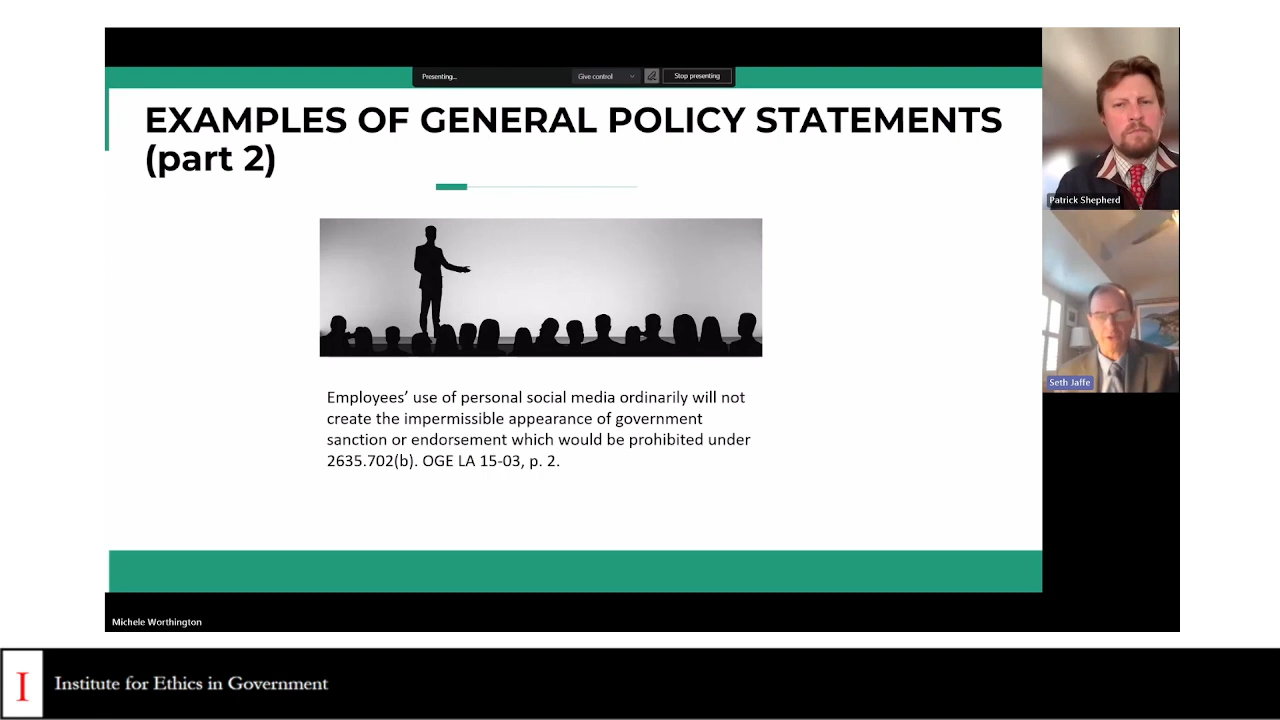 Presenting...
Give control
Stop presenting
EXAMPLES OF GENERAL POLICY STATEMENTS
(part 2)
Patrick Shepherd
Seth Jaffe
Employees’ use of personal social media ordinarily will not
create the impermissible appearance of government
sanction or endorsement which would be prohibited under
2635.702(b). OGE LA 15-03, p. 2.
Michele Worthington
I
Institute for Ethics in Government